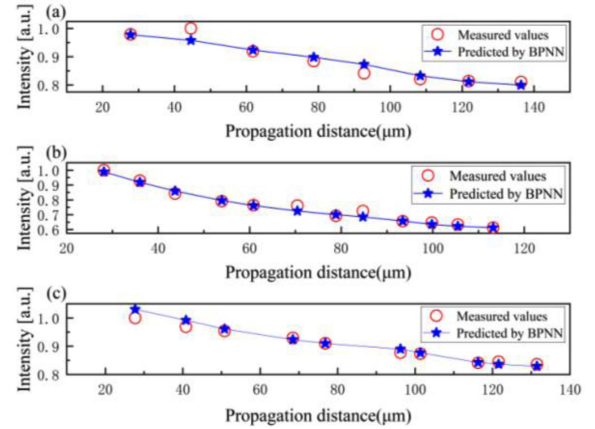 (a)
Intensity [a.u.]
1.0
0.9
0.8
Measured values
Predicted by BPNN
20 40 60 80 100 120 140
Propagation distance(μm)
(b)
Intensity [a.u.]
1.0
0.9
0.8
0.7
0.6
Measured values
Predicted by BPNN
20 40 60 80 100 120
Propagation distance(μm)
(c)
Intensity [a.u.]
1.0
0.9
0.8
Measured values
Predicted by BPNN
20 40 60 80 100 120 140
Propagation distance(μm)